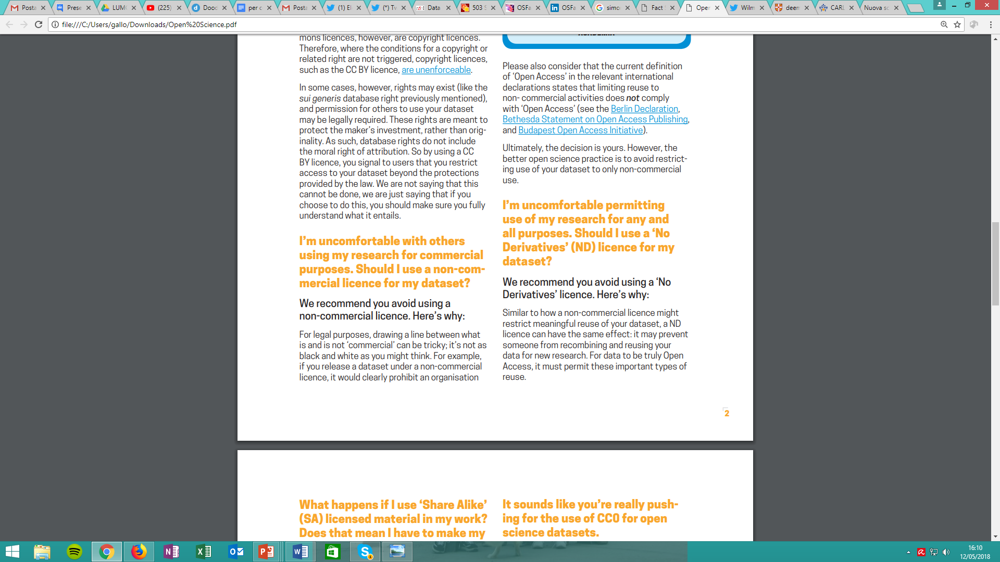 Posta
Prese
LUMO
(225)
Dooc
per c
Posta
(1) El
(*) Tw
Data
503 S
OSFa
OSFa
simo
Fact S
Open
Wilm
deem
CARL
Nuova sc
file:///C:/Users/gallo/Downloads/Open%20Science.pdf
mons licences, however, are copyright licences.
Therefore, where the conditions for a copyright or
related right are not triggered, copyright licences,
such as the CC BY licence, are unenforceable.
In some cases, however, rights may exist (like the
sui generis database right previously mentioned),
and permission for others to use your dataset
may be legally required. These rights are meant to
protect the maker’s investment, rather than orig-
inality. As such, database rights do not include
the moral right of attribution. So by using a CC
BY licence, you signal to users that you restrict
access to your dataset beyond the protections
provided by the law. We are not saying that this
cannot be done, we are just saying that if you
choose to do this, you should make sure you fully
understand what it entails.
I’m uncomfortable with others
using my research for commercial
purposes. Should I use a non-com-
mercial licence for my dataset?
We recommend you avoid using a
non-commercial licence. Here’s why:
For legal purposes, drawing a line between what
is and is not ‘commercial’ can be tricky; it’s not as
black and white as you might think. For example,
if you release a dataset under a non-commercial
licence, it would clearly prohibit an organisation
Please also consider that the current definition
of ‘Open Access’ in the relevant international
declarations states that limiting reuse to
non- commercial activities does not comply
with ‘Open Access’ (see the Berlin Declaration,
Bethesda Statement on Open Access Publishing,
and Budapest Open Access Initiative).
Ultimately, the decision is yours. However, the
better open science practice is to avoid restrict-
ing use of your dataset to only non-commercial
use.
I’m uncomfortable permitting
use of my research for any and
all purposes. Should I use a ‘No
Derivatives’ (ND) licence for my
dataset?
We recommend you avoid using a ‘No
Derivatives’ licence. Here’s why:
Similar to how a non-commercial licence might
restrict meaningful reuse of your dataset, a ND
licence can have the same effect: it may prevent
someone from recombining and reusing your
data for new research. For data to be truly Open
Access, it must permit these important types of
reuse.
2
What happens if I use ‘Share Alike’
(SA) licensed material in my work?
Does that mean I have to make my
It sounds like you’re really push-
ing for the use of CC0 for open
science datasets.
16:10
12/05/2018